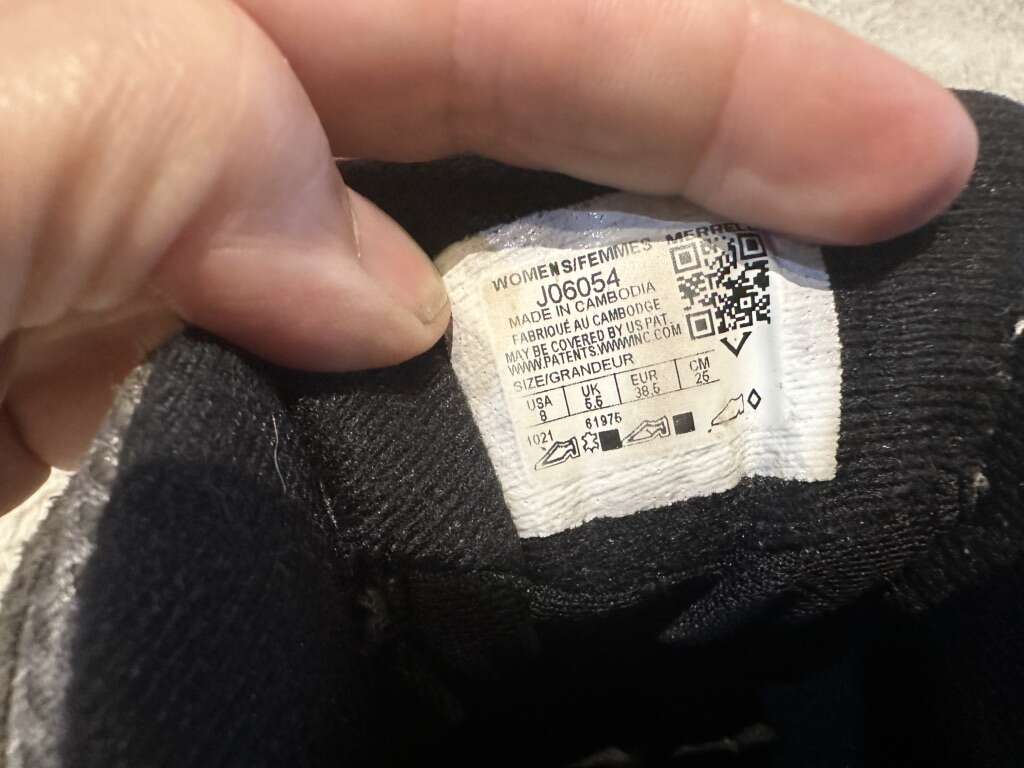 WOMENS/FEMMES MERRELL
J06054
MADE IN CAMBODIA
FABRIQUÉ AU CAMBODGE
MAY BE COVERED BY US PAT.
WWW.PATENTS.WWWINC.COM
SIZE/GRANDEUR
USA UK EUR CM
8 5.5 38.5 25
1021 61975